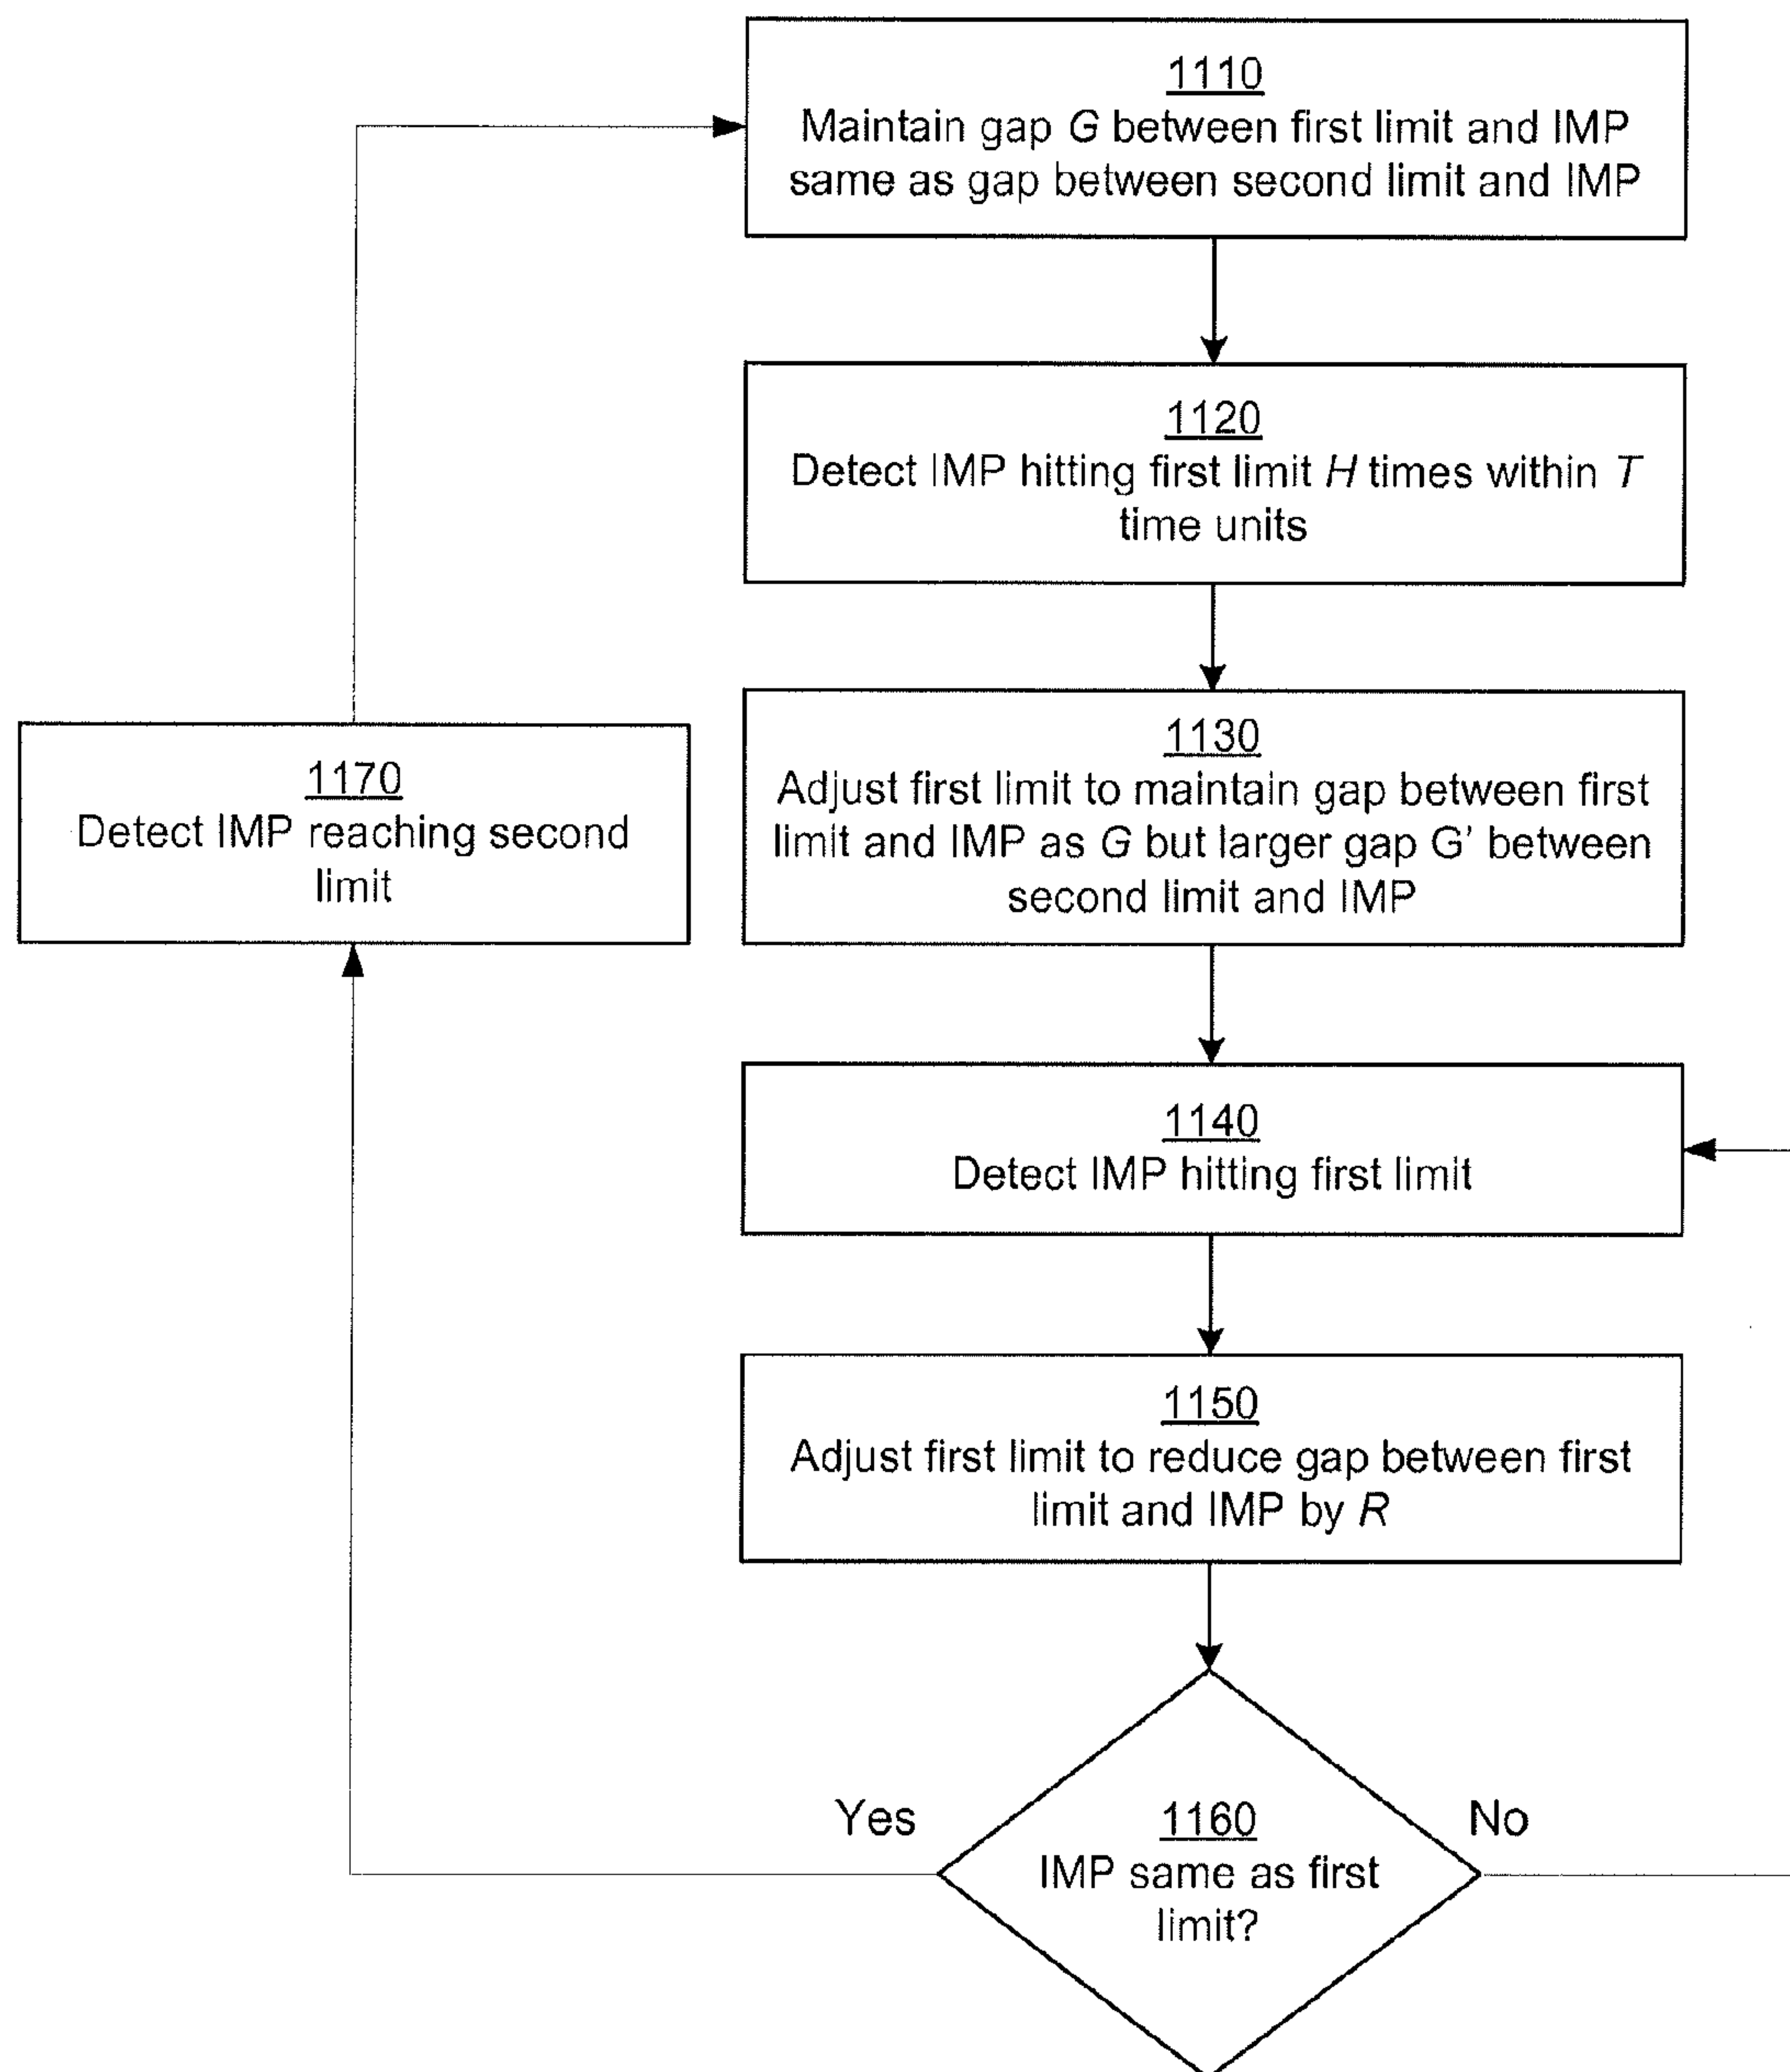 1110
Maintain gap G between first limit and IMP
same as gap between second limit and IMP
1120
Detect IMP hitting first limit H times within T
time units
1130
Adjust first limit to maintain gap between first
limit and IMP as G but larger gap G' between
second limit and IMP
1170
Detect IMP reaching second
limit
1140
Detect IMP hitting first limit
1150
Adjust first limit to reduce gap between first
limit and IMP by R
Yes
1160
IMP same as first
limit?
No